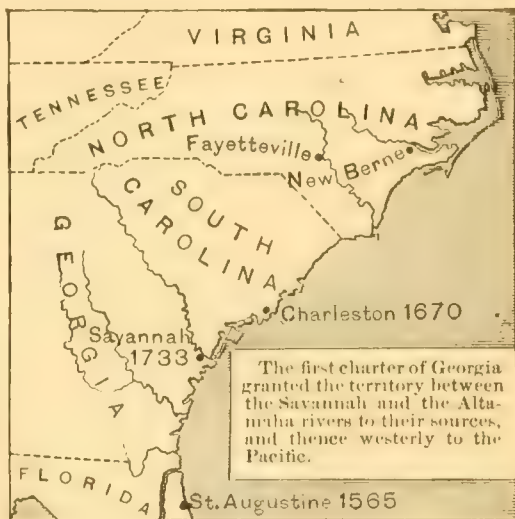 VIRGINIA
TENNESSEE
NORTH CAROLINA
Fayetteville
New Berne
SOUTH
CAROLINA
GEORGIA
Charleston 1670
Savannah
1733
The first charter of Georgia
granted the territory between
the Savannah and the Alta-
maha rivers to their sources,
and thence westerly to the
Pacific.
FLORIDA
St. Augustine 1565